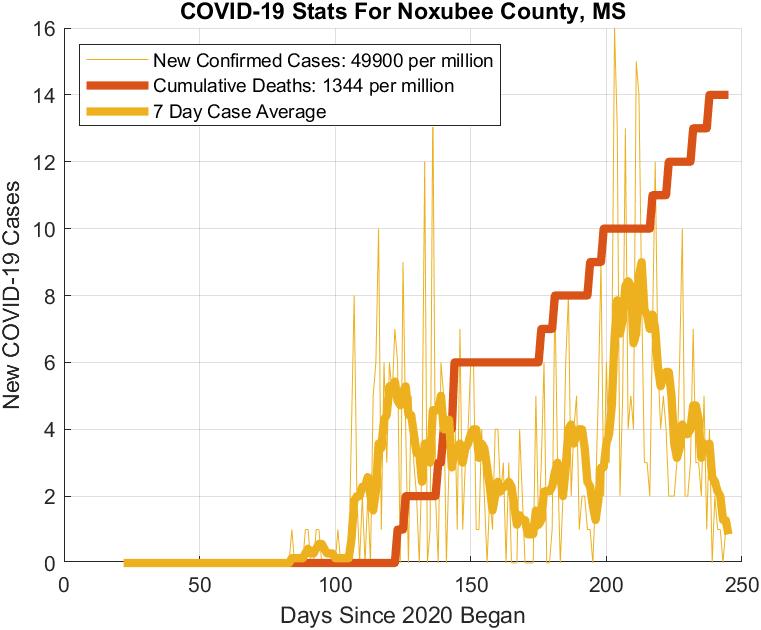 COVID-19 Stats For Noxubee County, MS
New Confirmed Cases: 49900 per million
Cumulative Deaths: 1344 per million
7 Day Case Average
New COVID-19 Cases
16
14
12
10
8
6
4
2
0
0 50 100 150 200 250
Days Since 2020 Began